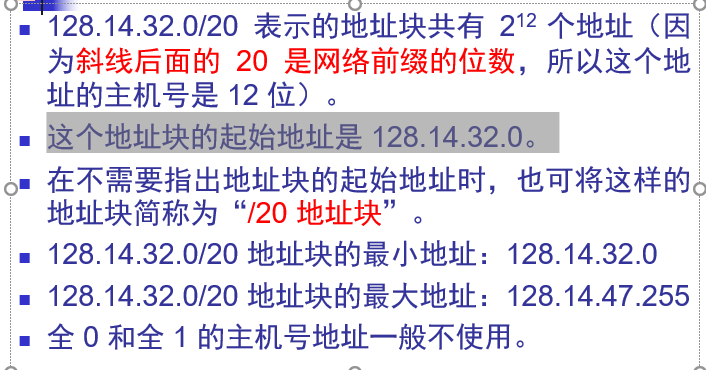 128.14.32.0/20 表示的地址块共有 2¹² 个地址（因
为斜线后面的 20 是网络前缀的位数，所以这个地
址的主机号是 12 位）。
这个地址块的起始地址是 128.14.32.0。
在不需要指出地址块的起始地址时，也可将这样的
地址块简称为“/20 地址块”。
128.14.32.0/20 地址块的最小地址：128.14.32.0
128.14.32.0/20 地址块的最大地址：128.14.47.255
全 0 和全 1 的主机号地址一般不使用。